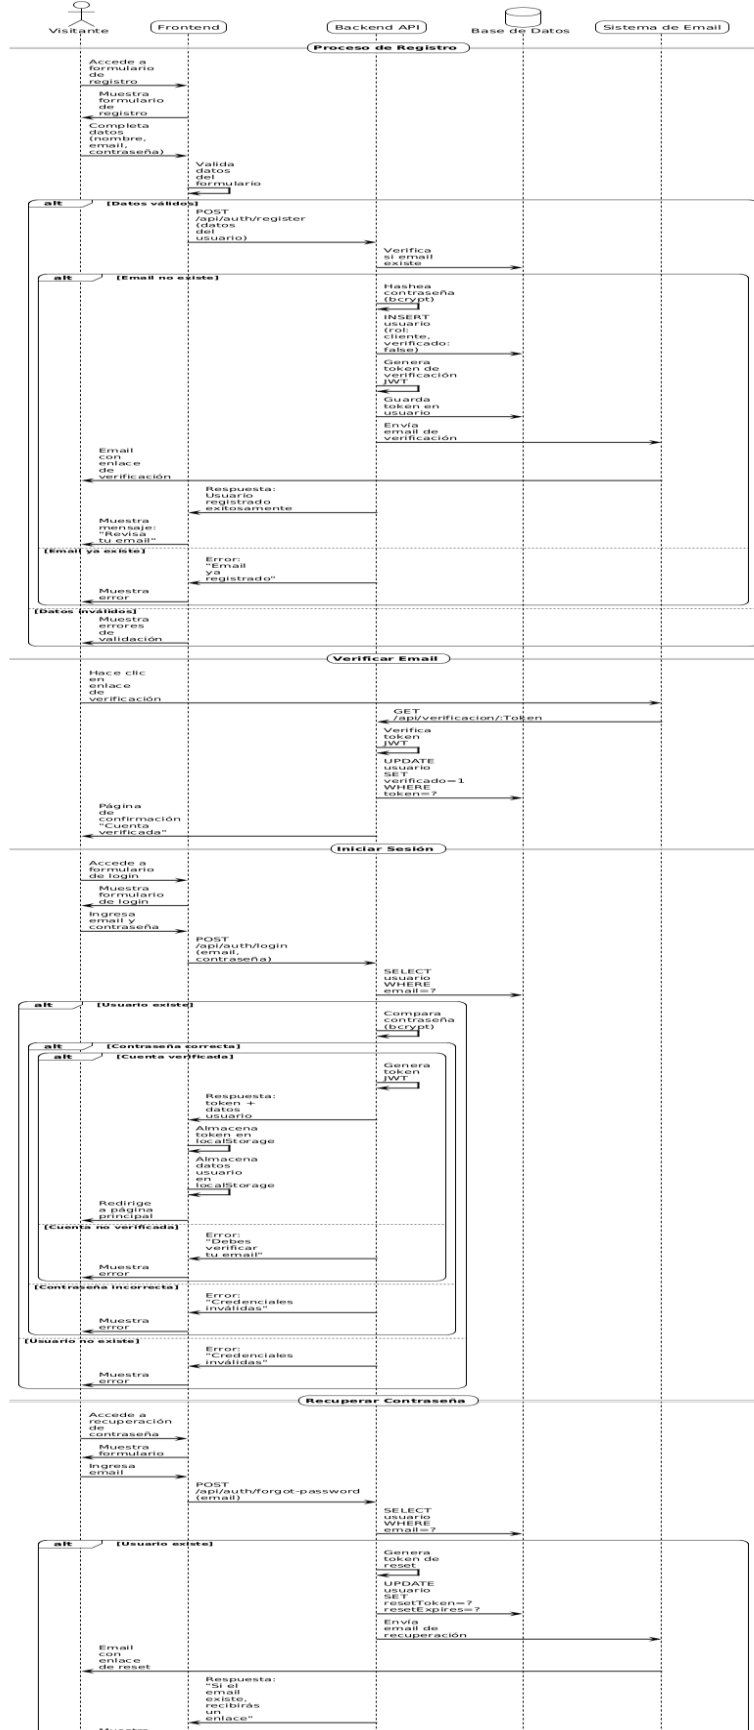 Visitante
Frontend
Backend API
Base de Datos
Sistema de Email
Proceso de Registro
Accede a
formulario
de
registro
Muestra
formulario
de
registro
Completa
datos
(nombre,
email,
contraseña)
Valida
datos
del
formulario
alt
[Datos válidos]
POST
/api/auth/register
(datos
del
usuario)
Verifica
si email
existe
alt
[Email no existe]
Hashea
contraseña
(bcrypt)
INSERT
usuario
(rol:
cliente,
verificado:
false)
Genera
token de
verificación
JWT
Guarda
token en
usuario
Envía
email de
verificación
Email
con
enlace
de
verificación
Respuesta:
Usuario
registrado
exitosamente
Muestra
mensaje:
"Revisa
tu email"
[Email ya existe]
Error:
"Email
ya
registrado"
Muestra
error
[Datos inválidos]
Muestra
errores
de
validación
Verificar Email
Hace clic
en
enlace
de
verificación
GET
/api/verificacion/:Token
Verifica
token
JWT
UPDATE
usuario
SET
verificado=1
WHERE
token=?
Página
de
confirmación
"Cuenta
verificada"
Iniciar Sesión
Accede a
formulario
de login
Muestra
formulario
de login
Ingresa
email y
contraseña
POST
/api/auth/login
(email,
contraseña)
SELECT
usuario
WHERE
email=?
alt
[Usuario existe]
Compara
contraseña
(bcrypt)
alt
[Contraseña correcta]
alt
[Cuenta verificada]
Genera
token
JWT
Respuesta:
token +
datos
usuario
Almacena
token en
localStorage
Almacena
datos
usuario
en
localStorage
Redirige
a página
principal
[Cuenta no verificada]
Error:
"Debes
verificar
tu email"
Muestra
error
[Contraseña incorrecta]
Error:
"Credenciales
inválidas"
Muestra
error
[Usuario no existe]
Error:
"Credenciales
inválidas"
Muestra
error
Recuperar Contraseña
Accede a
recuperación
de
contraseña
Muestra
formulario
Ingresa
email
POST
/api/auth/forgot-password
(email)
SELECT
usuario
WHERE
email=?
alt
[Usuario existe]
Genera
token de
reset
UPDATE
usuario
SET
resetToken=?
resetExpires=?
Envía
email de
recuperación
Email
con
enlace
de reset
Respuesta:
"Si el
email
existe,
recibirás
un
enlace"